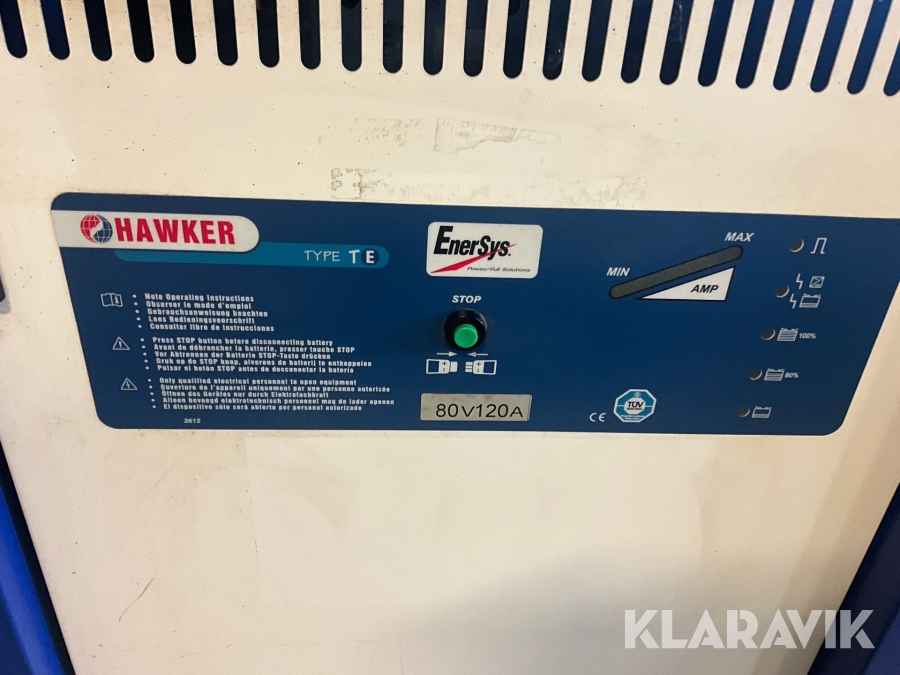 HAWKER
TYPE TE
EnerSys.
Power/Full Solutions
STOP
MIN
MAX
AMP
100%
80%
• Note Operating Instructions
• Observer le mode d'emploi
• Gebrauchsanweisung beachten
• Lees Bedieningsvoorschrift
• Consultar libro de instrucciones
• Press STOP button before disconnecting battery
• Avant de débrancher la batterie, presser touche STOP
• Vor Abtrennen der Batterie STOP-Taste drücken
• Druk op STOP knop, alvorens de batterij te ontkoppelen
• Pulsar el botón STOP antes de desconectar la batería
• Only qualified electrical personnel to open equipment
• Ouverture de l'appareil uniquement par une personne autorisée
• Öffnen des Gerätes nur durch Elektrofachkraft
• Alleen bevoegd elektrotechnisch personeel mag de lader openen
• El dispositivo sólo será abierto por personal autorizado
3612
80V120A
CE
TÜV
KLARAVIK